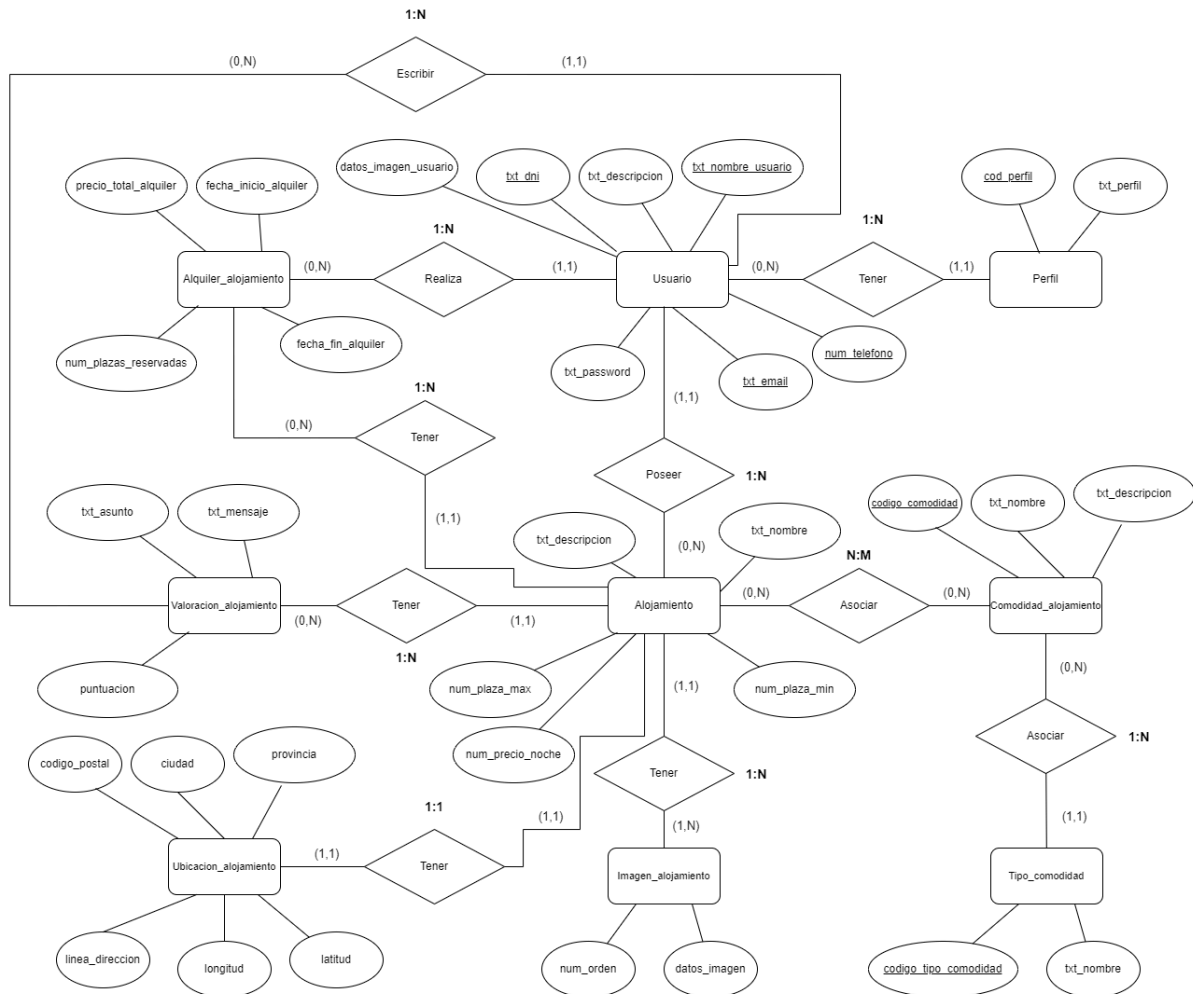 1:N
(0,N)
Escribir
(1,1)
datos_imagen_usuario
txt_dni
txt_descripcion
txt_nombre_usuario
precio_total_alquiler
fecha_inicio_alquiler
cod_perfil
txt_perfil
1:N
1:N
Alquiler_alojamiento
(0,N)
Realiza
(1,1)
Usuario
(0,N)
Tener
(1,1)
Perfil
num_plazas_reservadas
fecha_fin_alquiler
txt_password
txt_email
num_telefono
1:N
(0,N)
Tener
(1,1)
(1,1)
Poseer
1:N
(0,N)
txt_asunto
txt_mensaje
txt_descripcion
txt_nombre
codigo_comodidad
txt_nombre
txt_descripcion
N:M
Valoracion_alojamiento
(0,N)
Tener
(1,1)
1:N
Alojamiento
(0,N)
Asociar
(0,N)
Comodidad_alojamiento
puntuacion
num_plaza_max
num_precio_noche
(1,1)
num_plaza_min
(0,N)
codigo_postal
ciudad
provincia
Tener
1:N
Asociar
1:N
1:1
Ubicacion_alojamiento
(1,1)
Tener
(1,1)
(1,N)
(1,1)
Imagen_alojamiento
Tipo_comodidad
linea_direccion
longitud
latitud
num_orden
datos_imagen
codigo_tipo_comodidad
txt_nombre